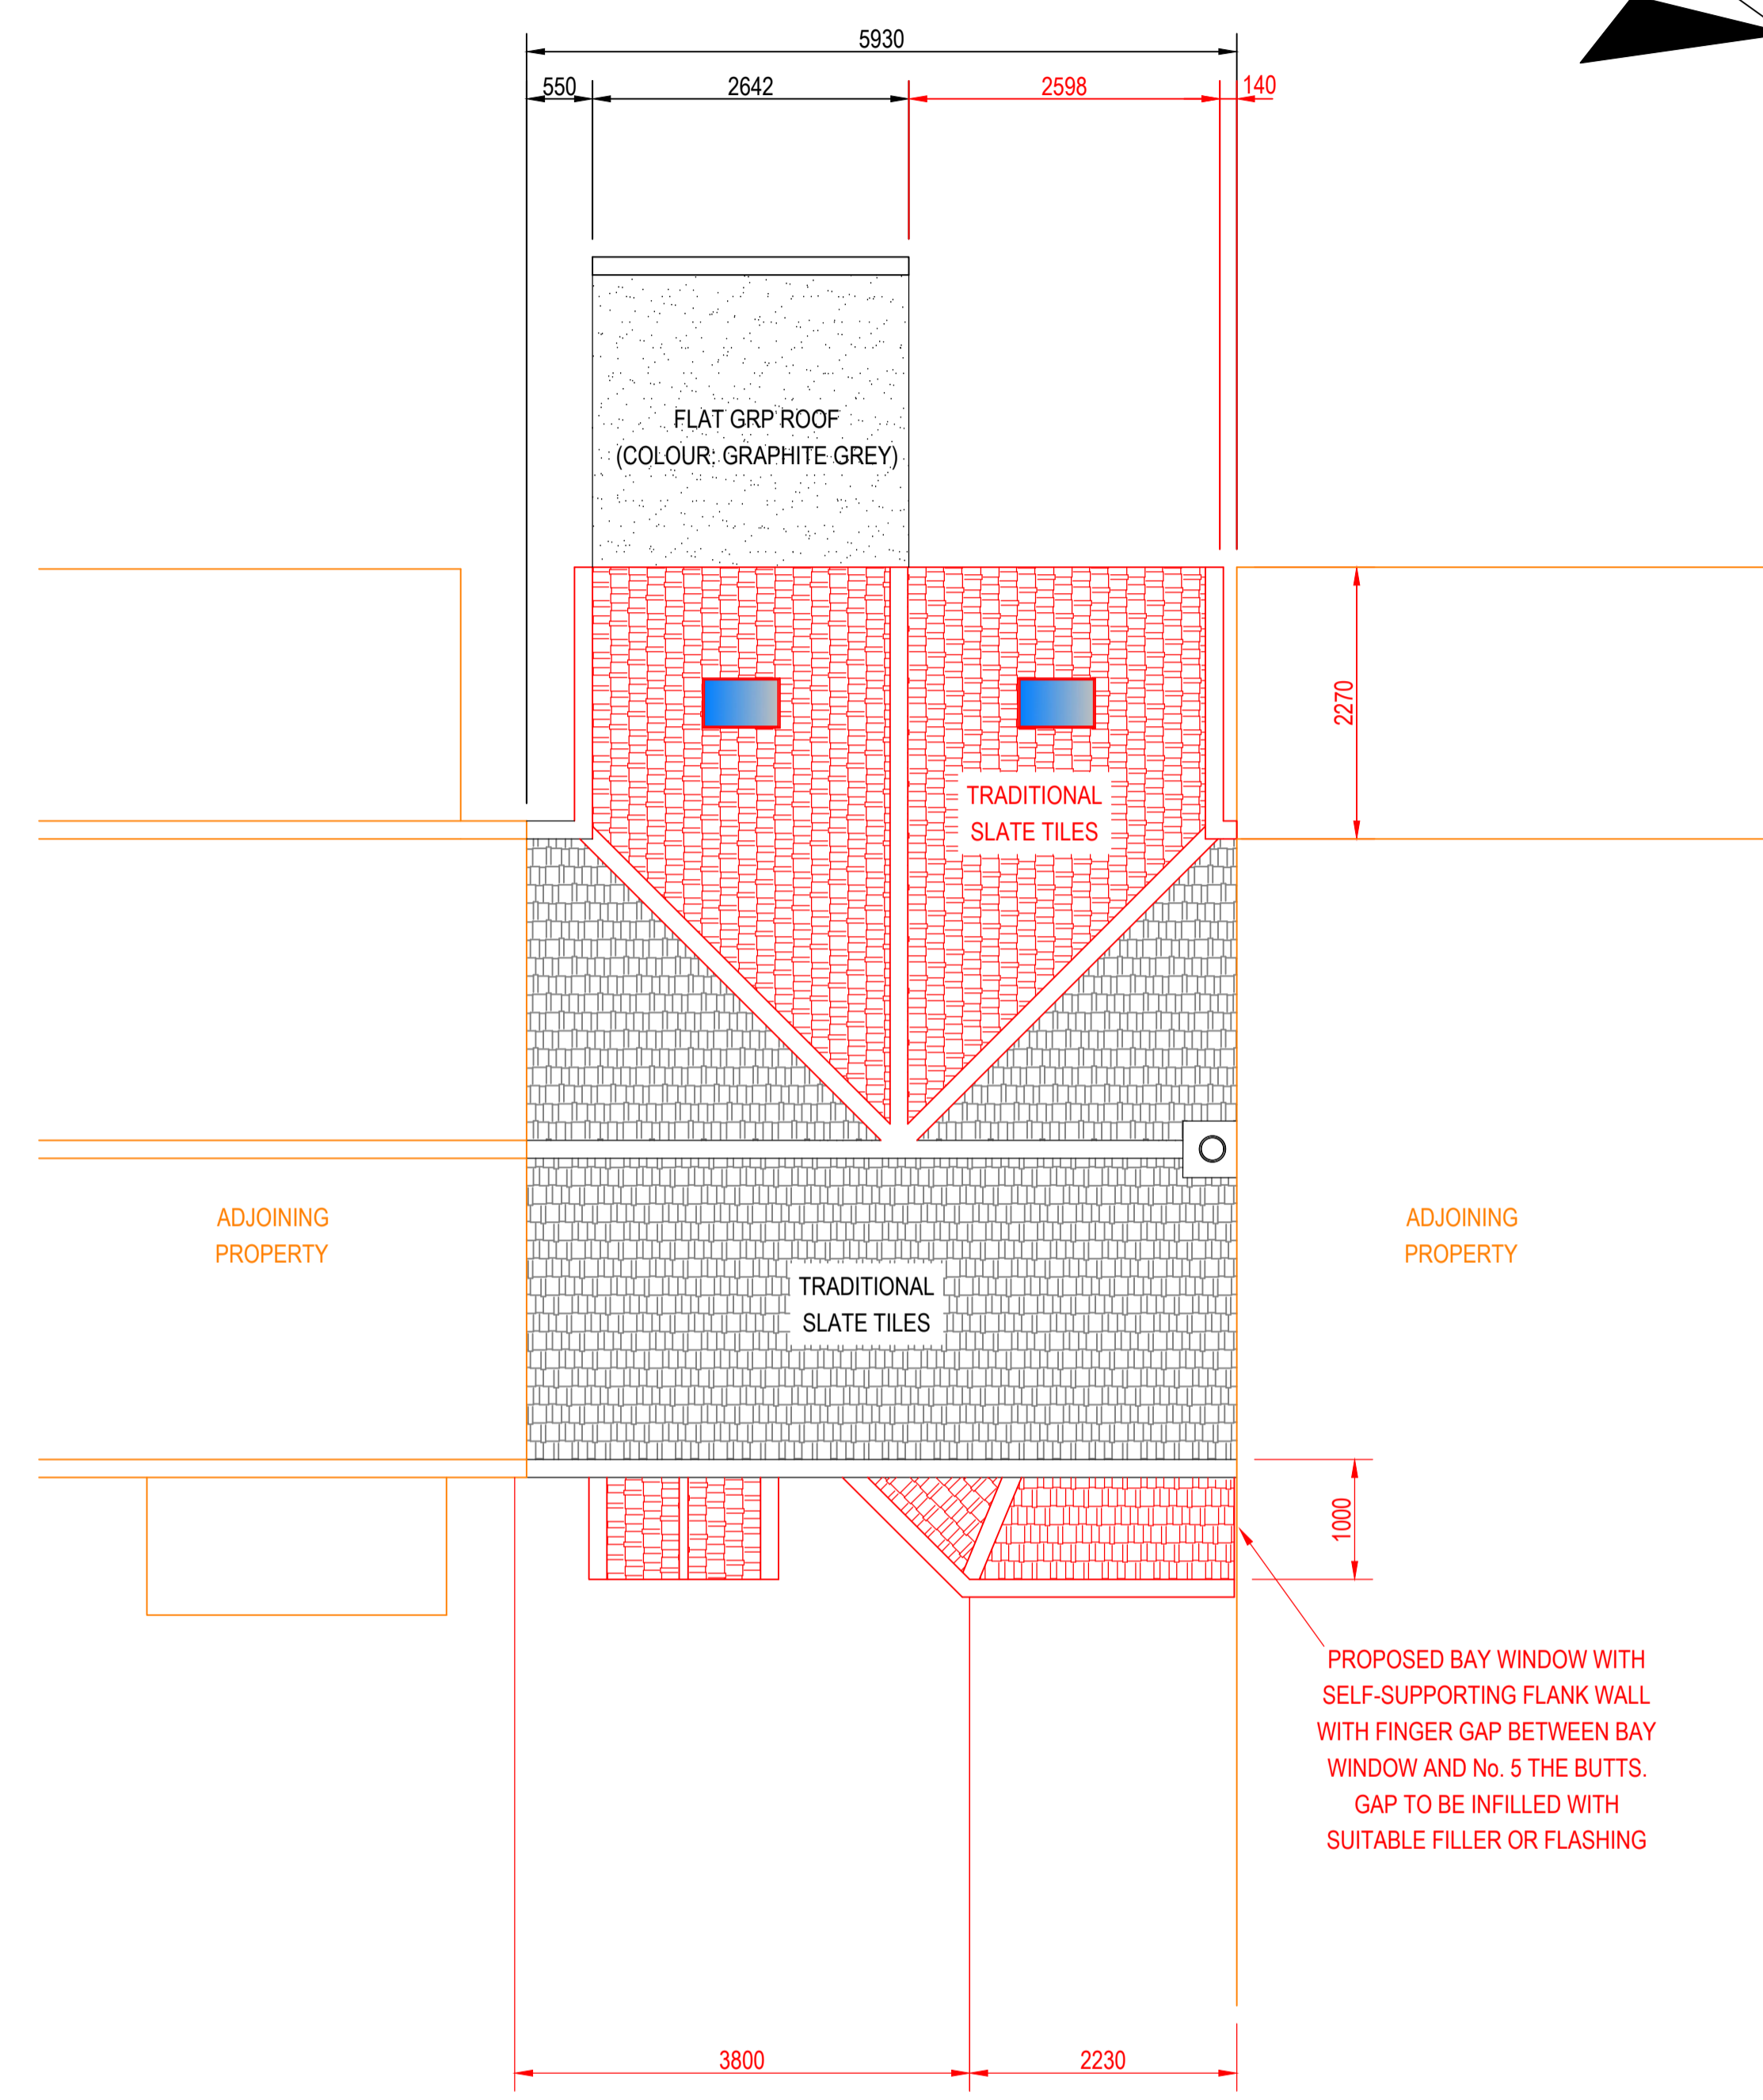 5930
550
2642
2598
140
FLAT GRP ROOF
(COLOUR: GRAPHITE GREY)
2270
TRADITIONAL
SLATE TILES
ADJOINING
PROPERTY
ADJOINING
PROPERTY
TRADITIONAL
SLATE TILES
1000
PROPOSED BAY WINDOW WITH
SELF-SUPPORTING FLANK WALL
WITH FINGER GAP BETWEEN BAY
WINDOW AND No. 5 THE BUTTS.
GAP TO BE INFILLED WITH
SUITABLE FILLER OR FLASHING
3800
2230